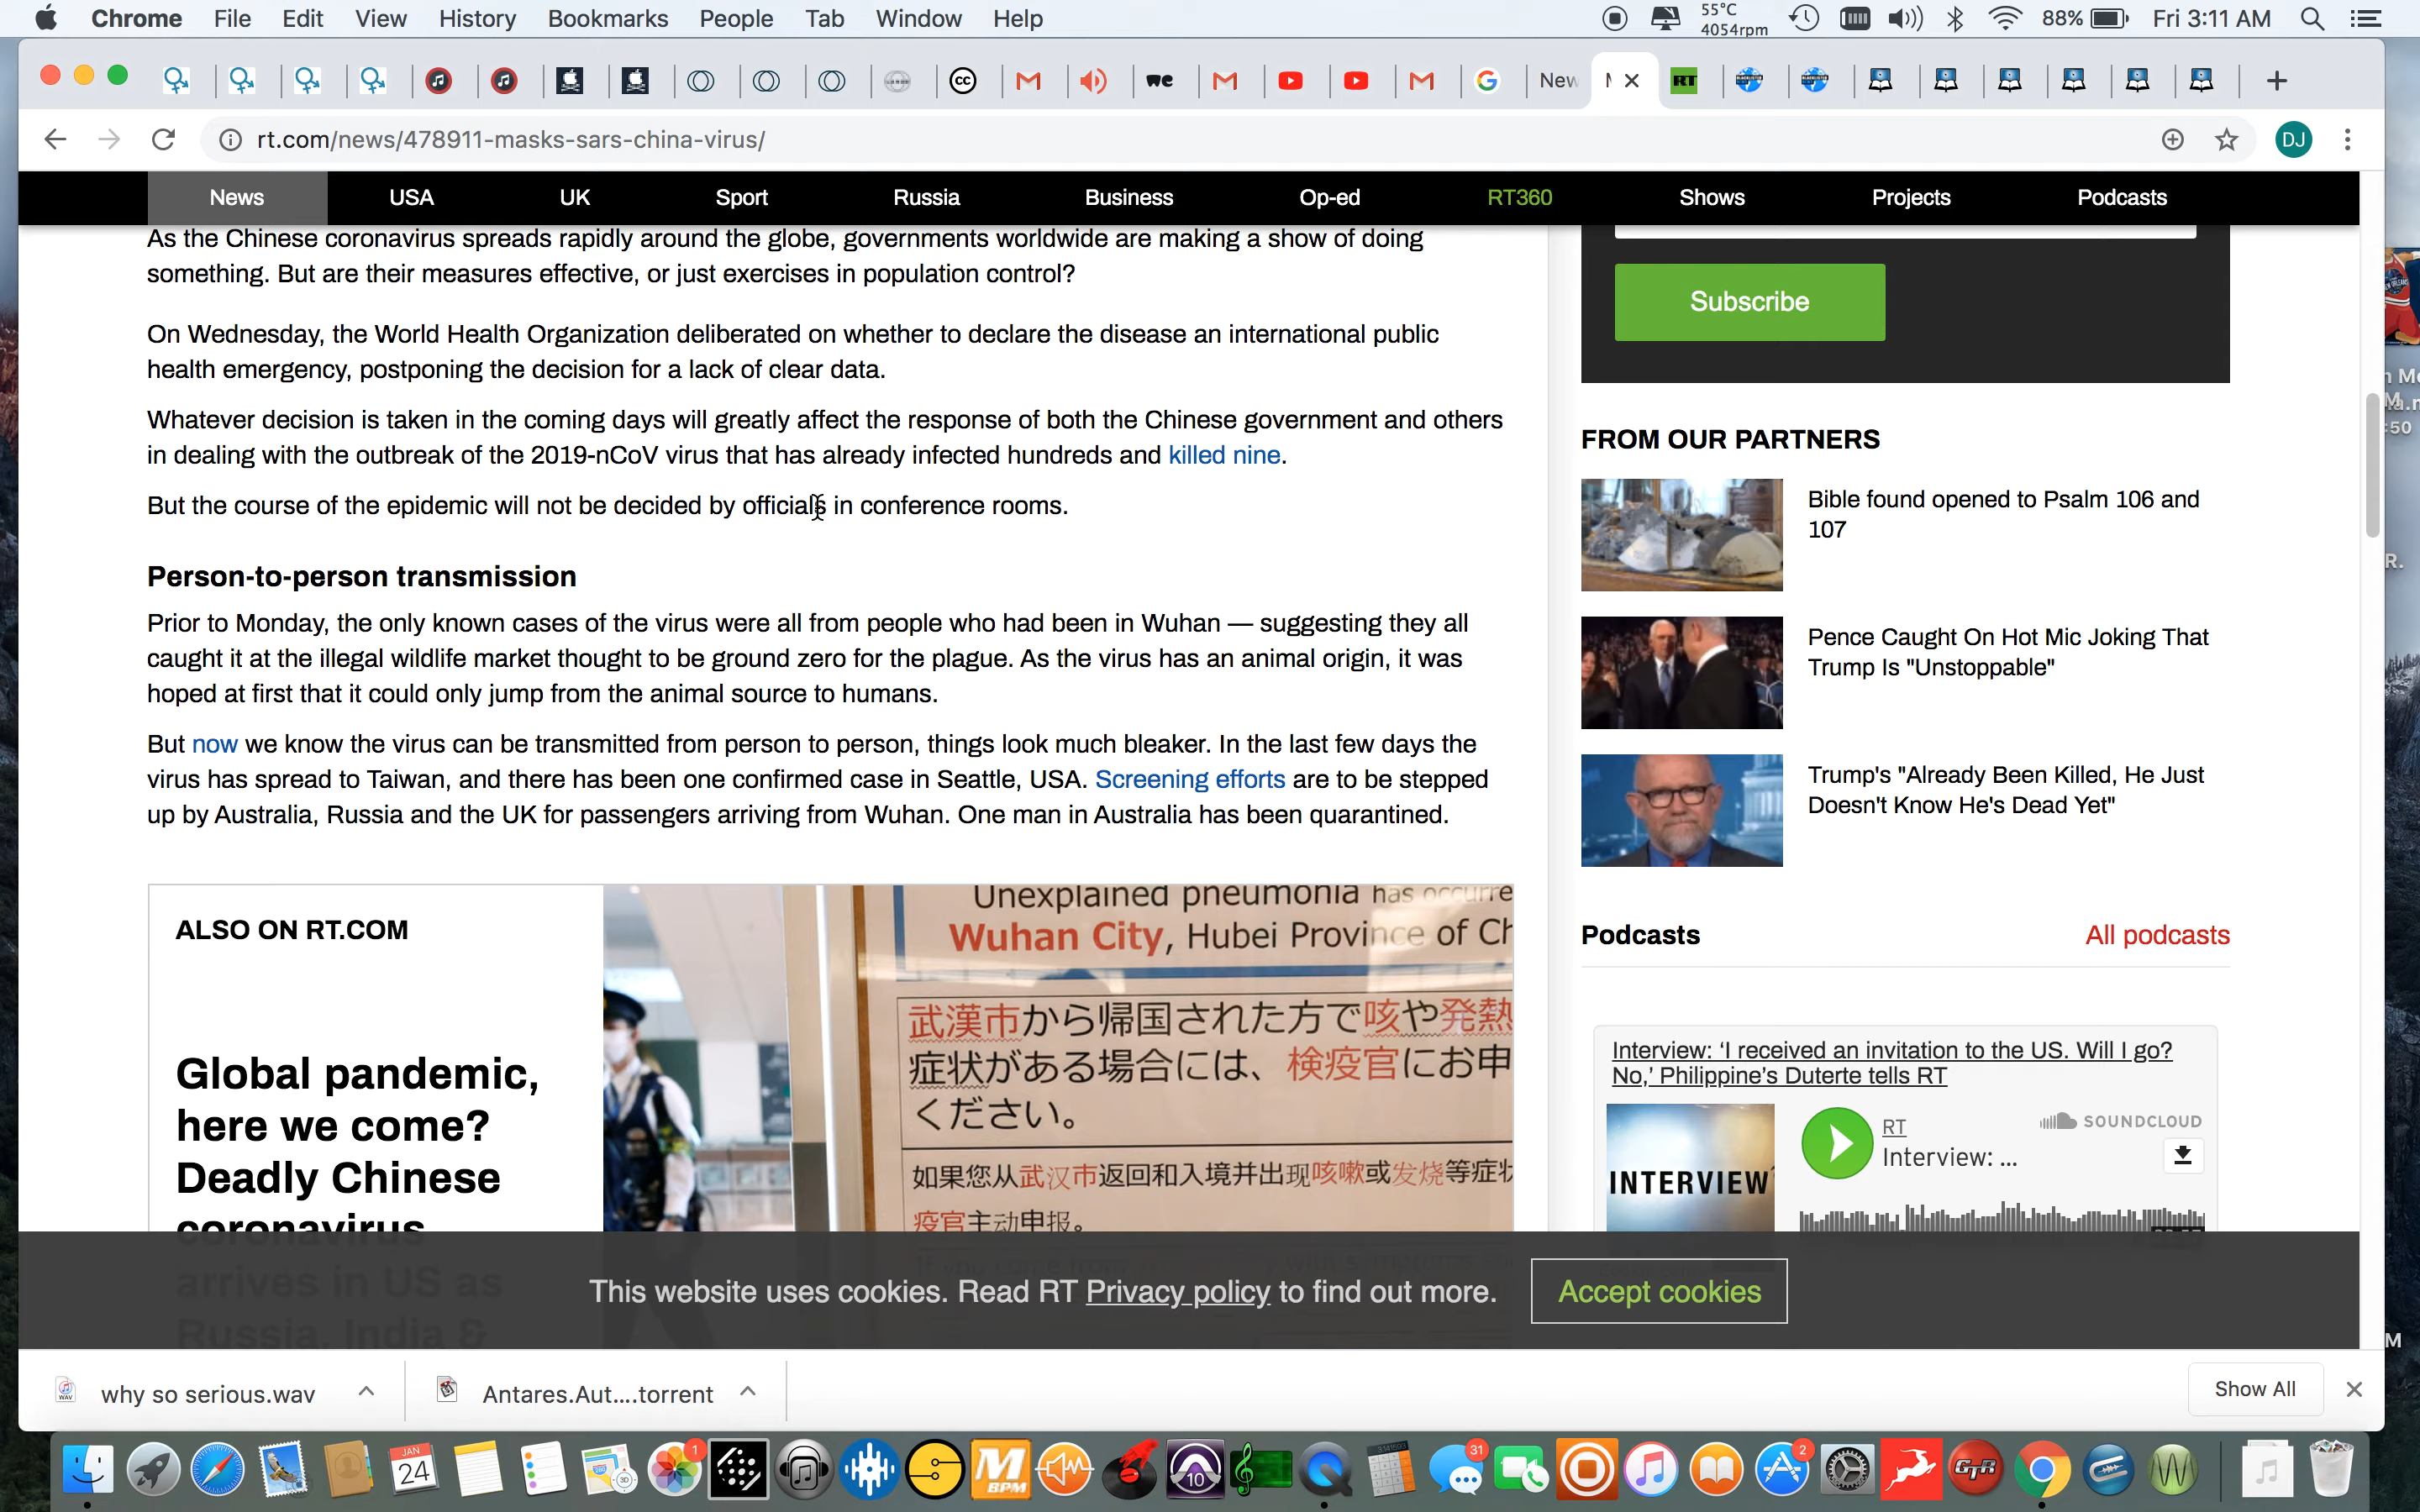 Chrome File Edit View History Bookmarks People Tab Window Help
55°C
4054rpm
88%
Fri 3:11 AM
cc
we
New
RT
rt.com/news/478911-masks-sars-china-virus/
DJ
News USA UK Sport Russia Business Op-ed RT360 Shows Projects Podcasts
As the Chinese coronavirus spreads rapidly around the globe, governments worldwide are making a show of doing
something. But are their measures effective, or just exercises in population control?
On Wednesday, the World Health Organization deliberated on whether to declare the disease an international public
health emergency, postponing the decision for a lack of clear data.
Whatever decision is taken in the coming days will greatly affect the response of both the Chinese government and others
in dealing with the outbreak of the 2019-nCoV virus that has already infected hundreds and killed nine.
But the course of the epidemic will not be decided by officials in conference rooms.
Person-to-person transmission
Prior to Monday, the only known cases of the virus were all from people who had been in Wuhan — suggesting they all
caught it at the illegal wildlife market thought to be ground zero for the plague. As the virus has an animal origin, it was
hoped at first that it could only jump from the animal source to humans.
But now we know the virus can be transmitted from person to person, things look much bleaker. In the last few days the
virus has spread to Taiwan, and there has been one confirmed case in Seattle, USA. Screening efforts are to be stepped
up by Australia, Russia and the UK for passengers arriving from Wuhan. One man in Australia has been quarantined.
ALSO ON RT.COM
Global pandemic,
here we come?
Deadly Chinese
coronavirus
arrives in US as
Russia, India &
Unexplained pneumonia has occurre
Wuhan City, Hubei Province of Ch
武漢市から帰国された方で咳や発熱
症状がある場合には、検疫官にお申
ください。
如果您从武汉市返回和入境并出现咳嗽或发烧等症状
疫官主动申报。
Subscribe
FROM OUR PARTNERS
Bible found opened to Psalm 106 and
107
Pence Caught On Hot Mic Joking That
Trump Is "Unstoppable"
Trump's "Already Been Killed, He Just
Doesn't Know He's Dead Yet"
Podcasts
All podcasts
Interview: ‘I received an invitation to the US. Will I go?
No,’ Philippine’s Duterte tells RT
INTERVIEW
RT
Interview: ...
SOUNDCLOUD
This website uses cookies. Read RT Privacy policy to find out more.
Accept cookies
why so serious.wav
Antares.Aut....torrent
Show All
JAN
24
3D
1
M
BPM
10
31
2
GTR